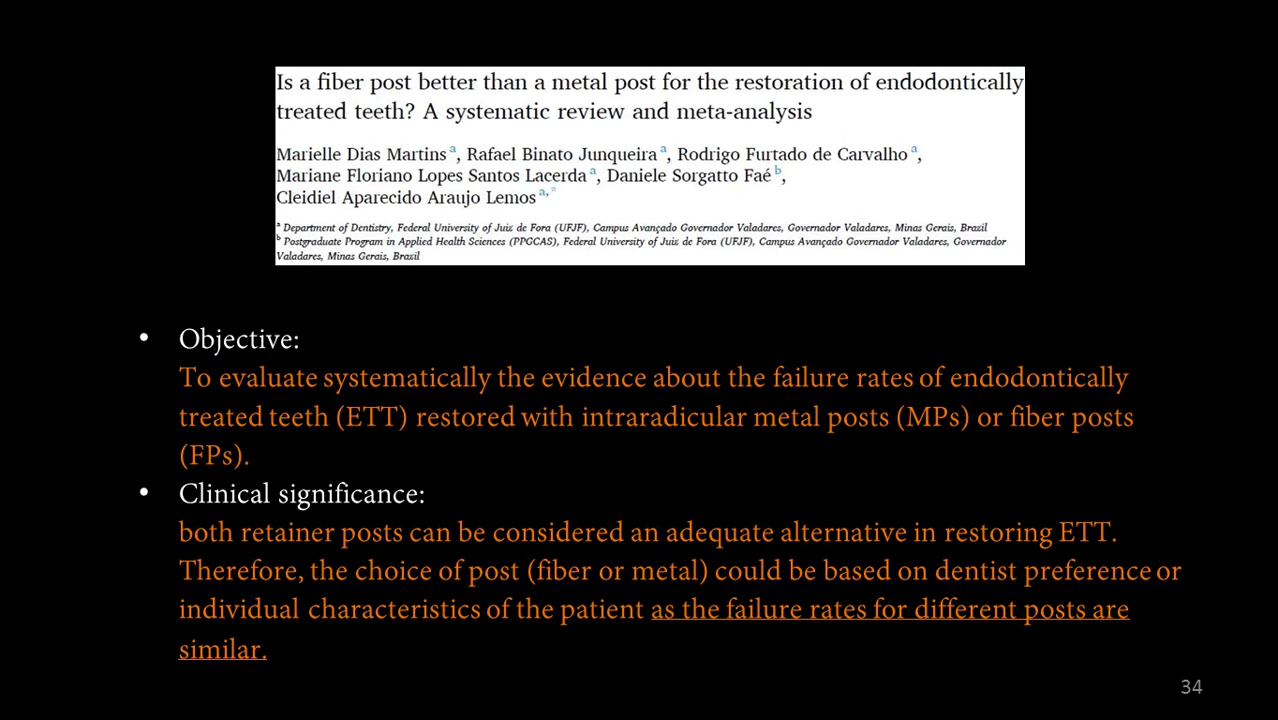 Is a fiber post better than a metal post for the restoration of endodontically
treated teeth? A systematic review and meta-analysis
Marielle Dias Martins a, Rafael Binato Junqueira a, Rodrigo Furtado de Carvalho a,
Mariane Floriano Lopes Santos Lacerda a, Daniele Sorgatto Faé b,
Cleidiel Aparecido Araujo Lemos a,*
a Department of Dentistry, Federal University of Juiz de Fora (UFJF), Campus Avançado Governador Valadares, Governador Valadares, Minas Gerais, Brazil
b Postgraduate Program in Applied Health Sciences (PPGCAS), Federal University of Juiz de Fora (UFJF), Campus Avançado Governador Valadares, Governador
Valadares, Minas Gerais, Brazil
• Objective:
To evaluate systematically the evidence about the failure rates of endodontically
treated teeth (ETT) restored with intraradicular metal posts (MPs) or fiber posts
(FPs).
• Clinical significance:
both retainer posts can be considered an adequate alternative in restoring ETT.
Therefore, the choice of post (fiber or metal) could be based on dentist preference or
individual characteristics of the patient as the failure rates for different posts are
similar.
34